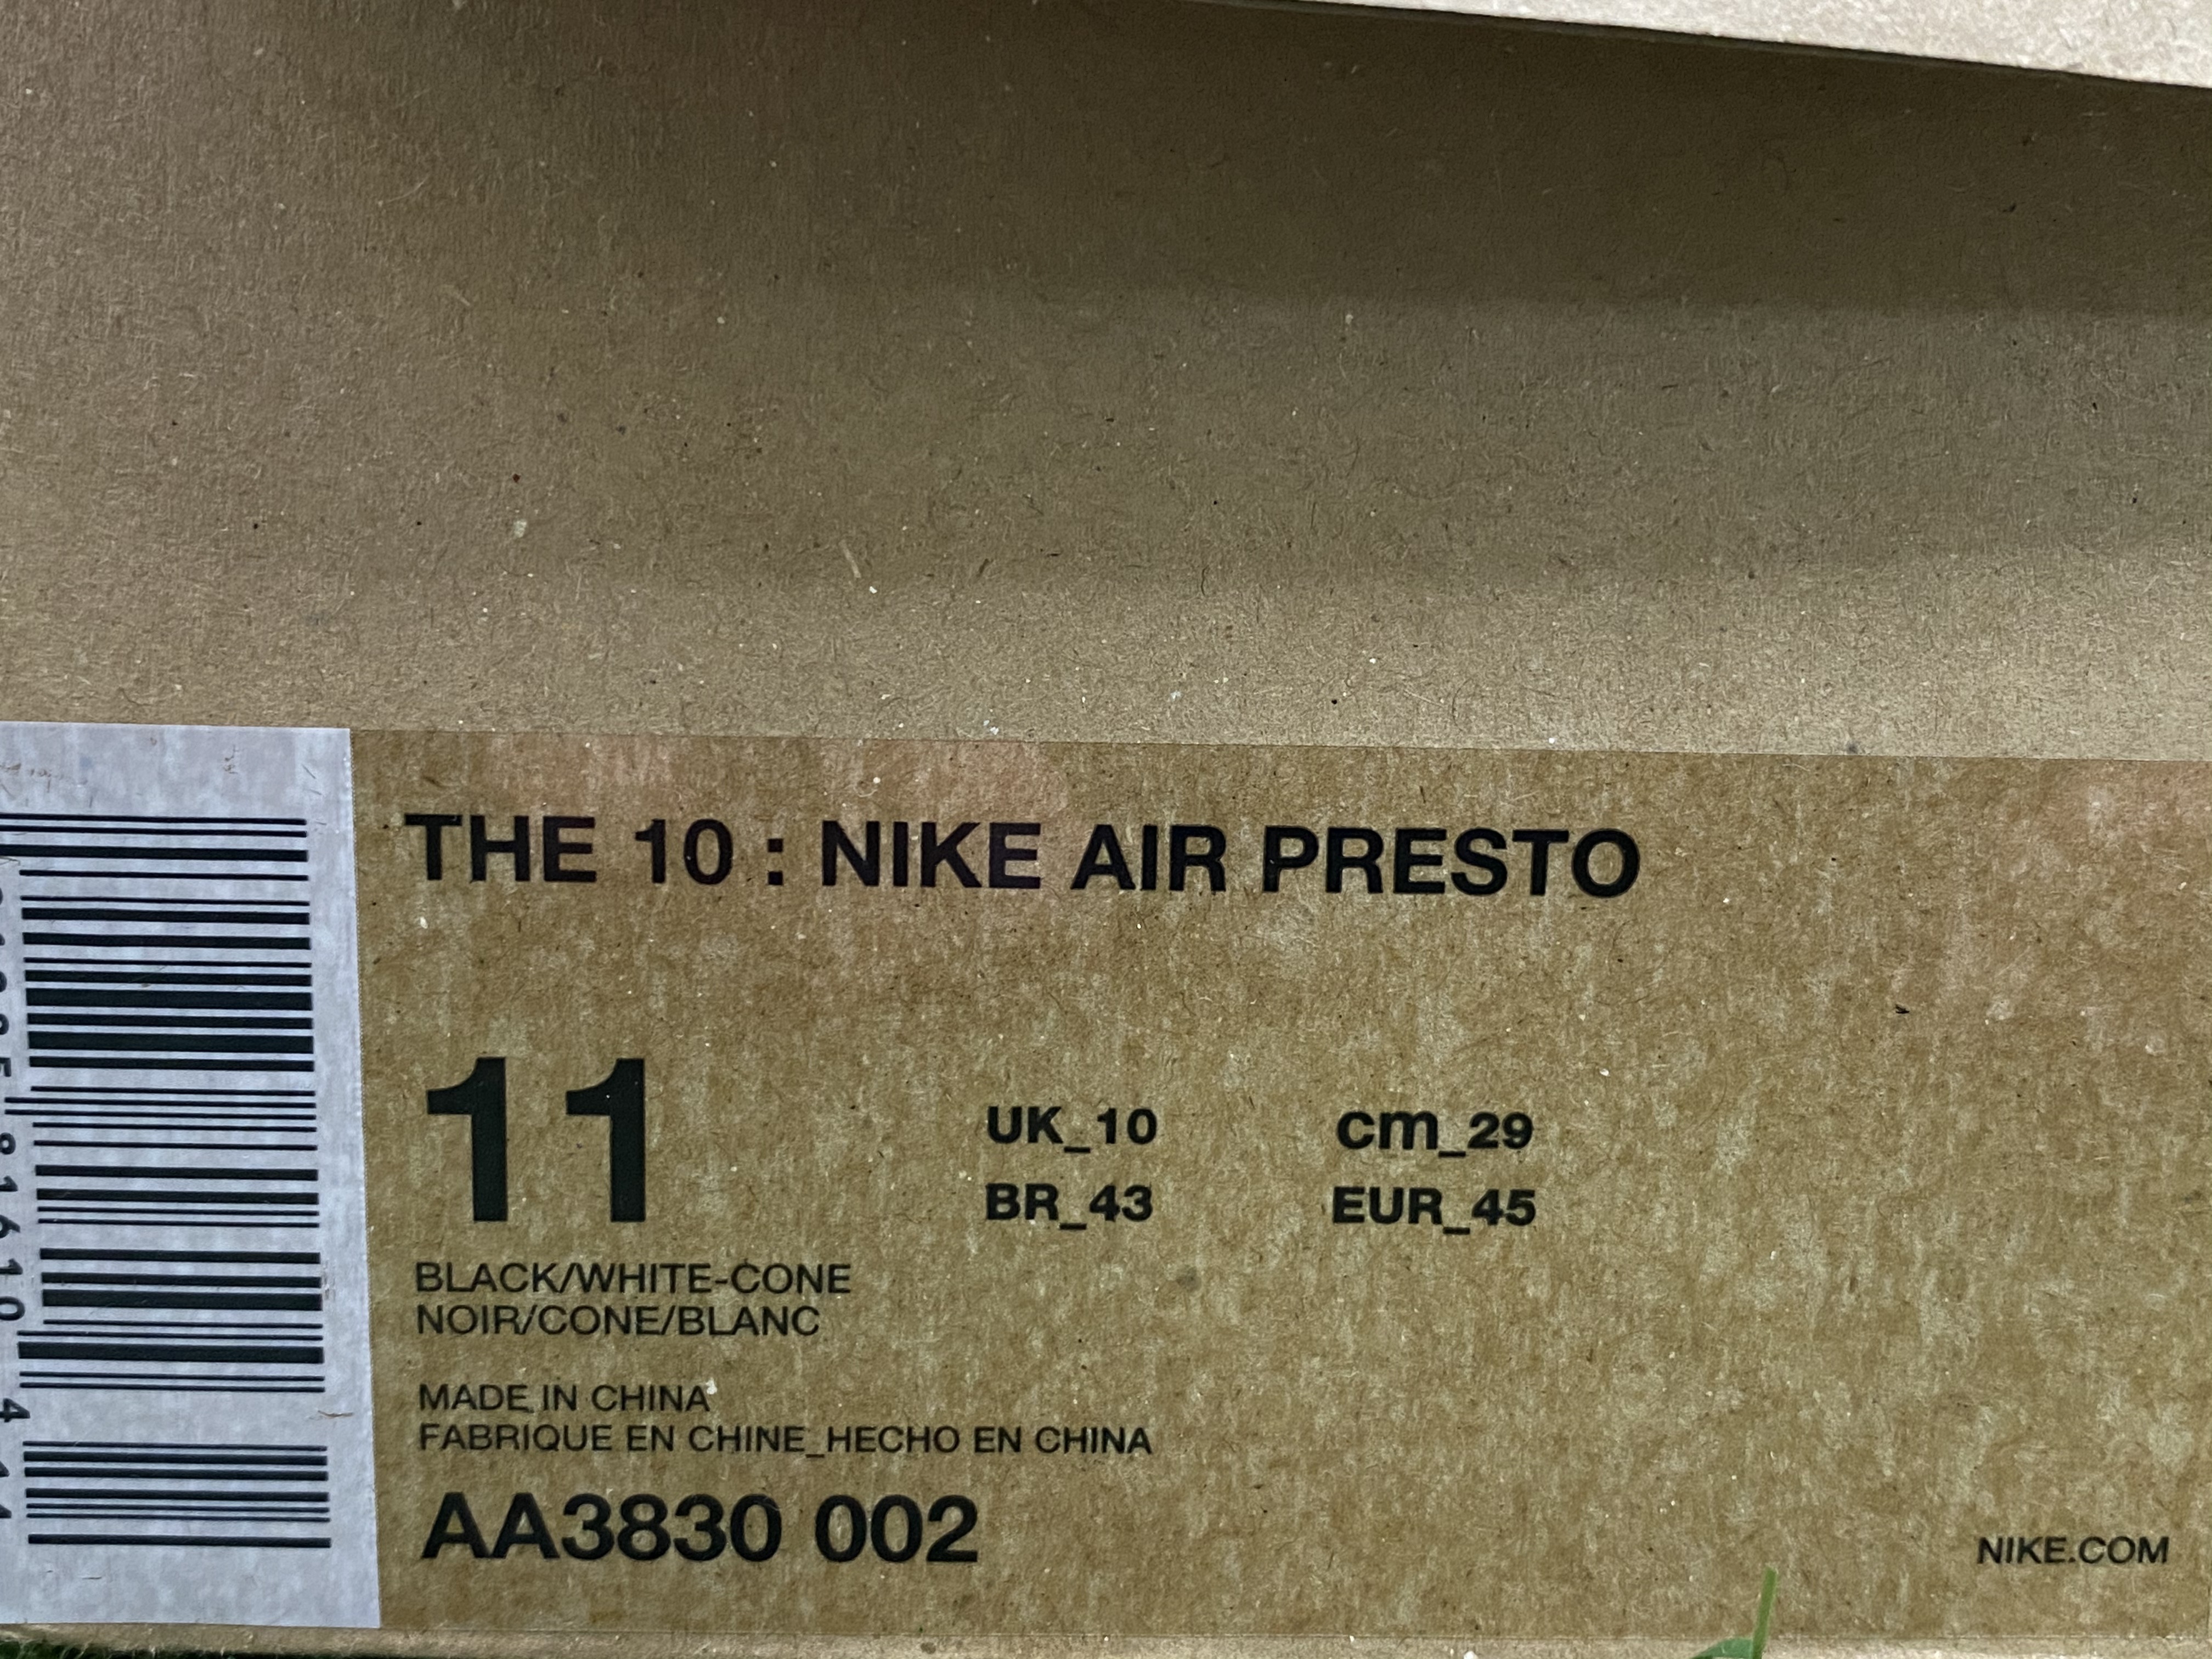 THE 10 : NIKE AIR PRESTO
11
UK_10 cm_29
BR_43 EUR_45
BLACK/WHITE-CONE
NOIR/CONE/BLANC
MADE IN CHINA
FABRIQUE EN CHINE_HECHO EN CHINA
AA3830 002
NIKE.COM